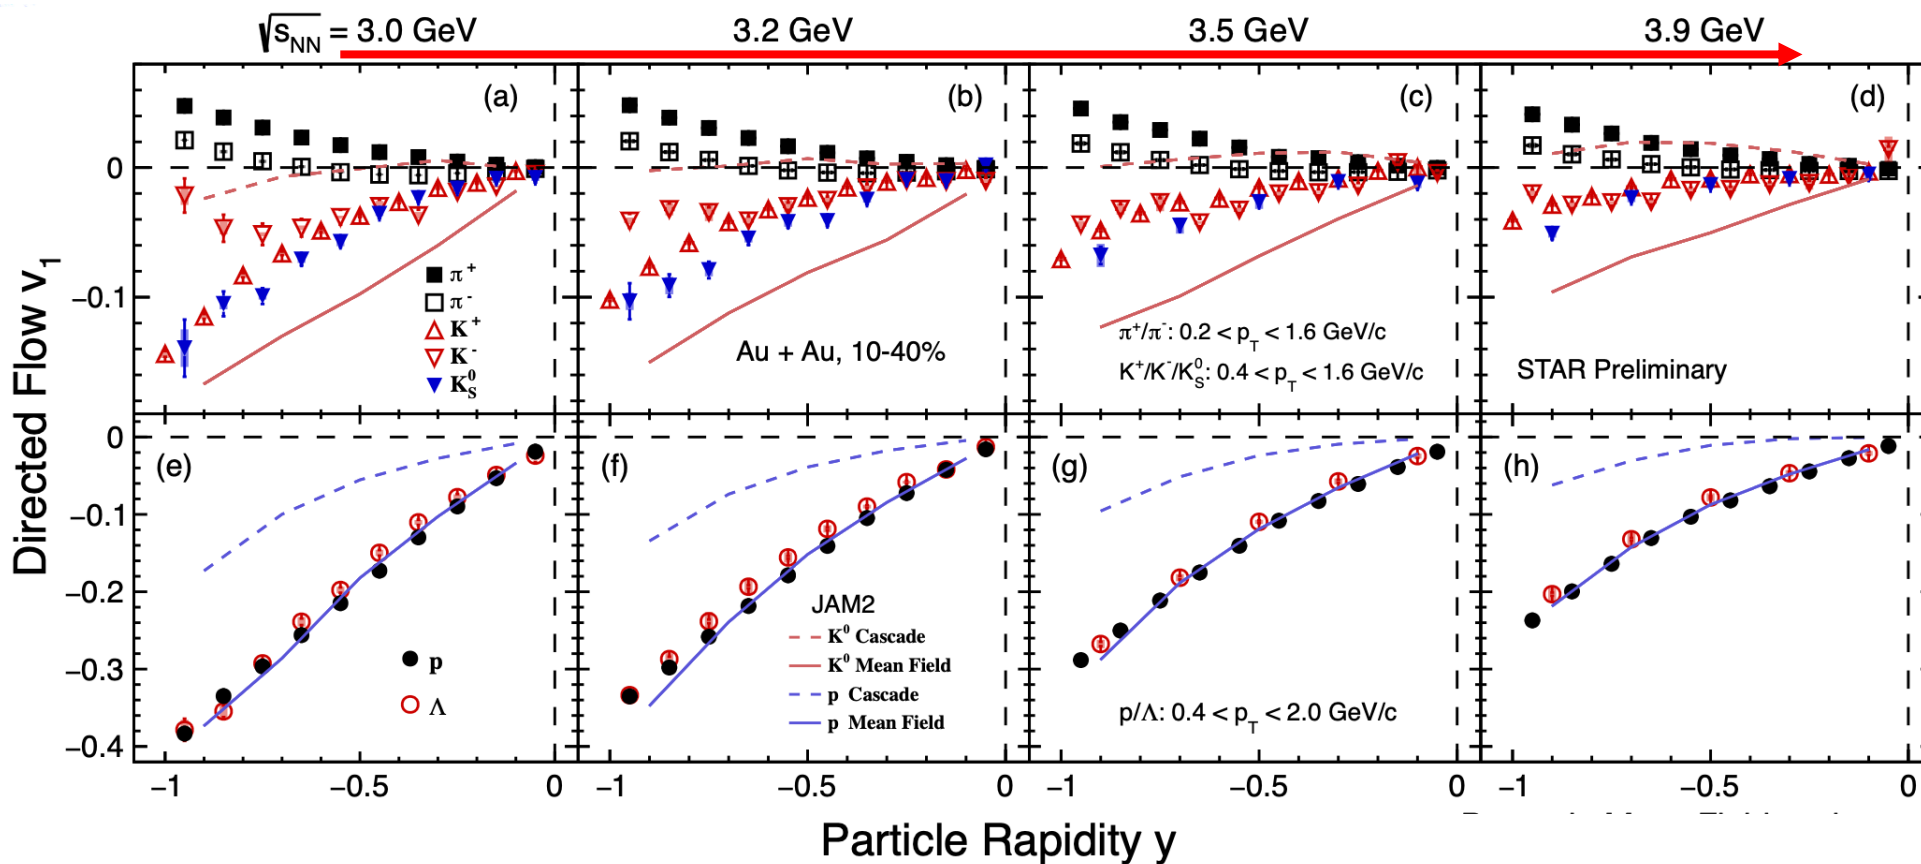 √s_NN = 3.0 GeV 3.2 GeV 3.5 GeV 3.9 GeV
(a) (b) (c) (d)
0
−0.1
π+
π-
K+
K-
K0S
Au + Au, 10-40%
π+/π-: 0.2 < pT < 1.6 GeV/c
K+/K-/K0S: 0.4 < pT < 1.6 GeV/c
STAR Preliminary
Directed Flow v1
0
(e) (f) (g) (h)
−0.1
−0.2
−0.3
−0.4
p
Λ
JAM2
K0 Cascade
K0 Mean Field
p Cascade
p Mean Field
p/Λ: 0.4 < pT < 2.0 GeV/c
−1 −0.5 0 −1 −0.5 0 −1 −0.5 0 −1 −0.5 0
Particle Rapidity y